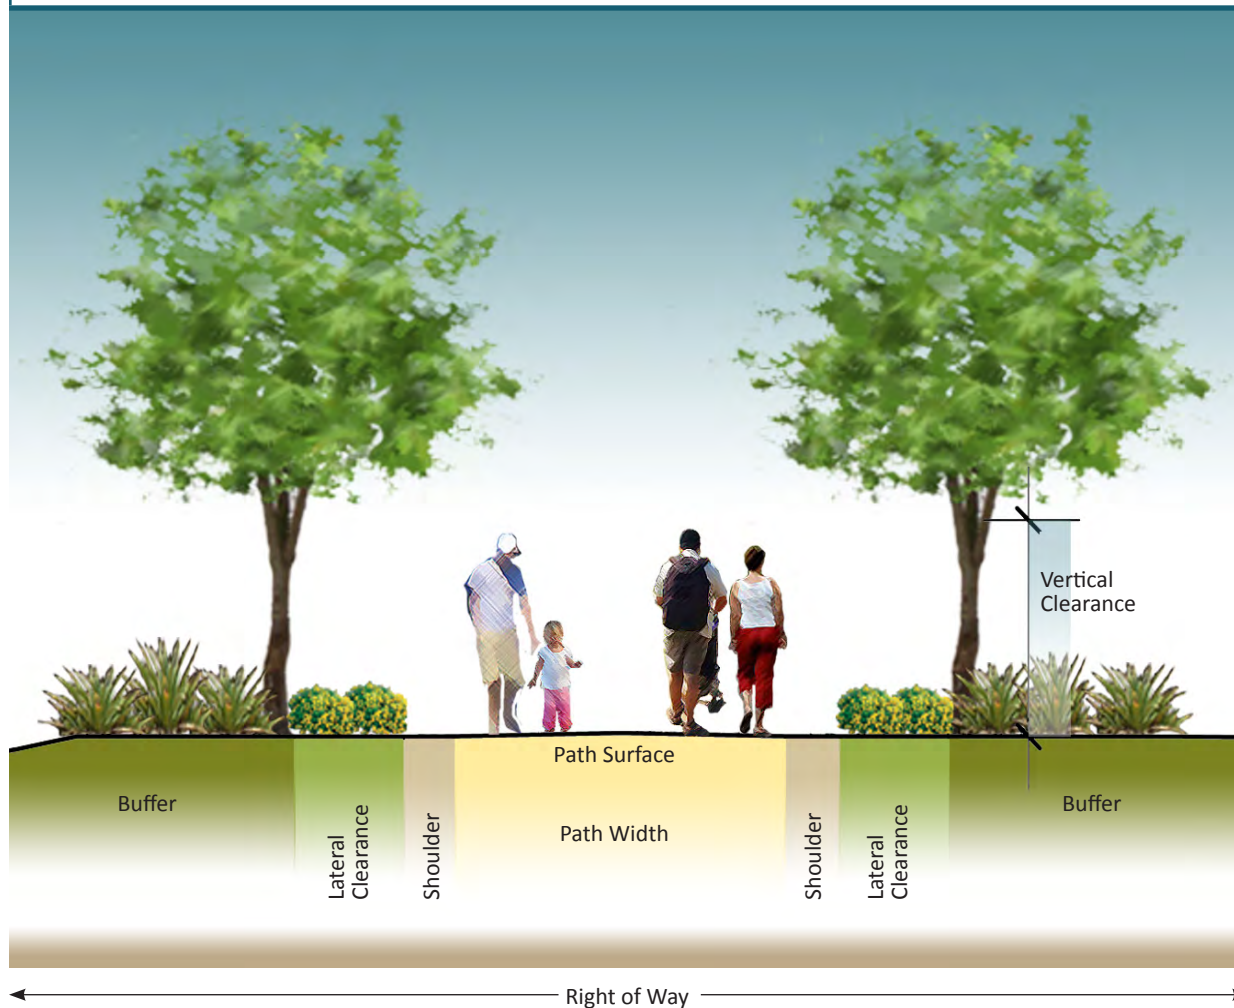 Vertical
Clearance
Path Surface
Buffer
Lateral
Clearance
Shoulder
Path Width
Shoulder
Lateral
Clearance
Buffer
Right of Way